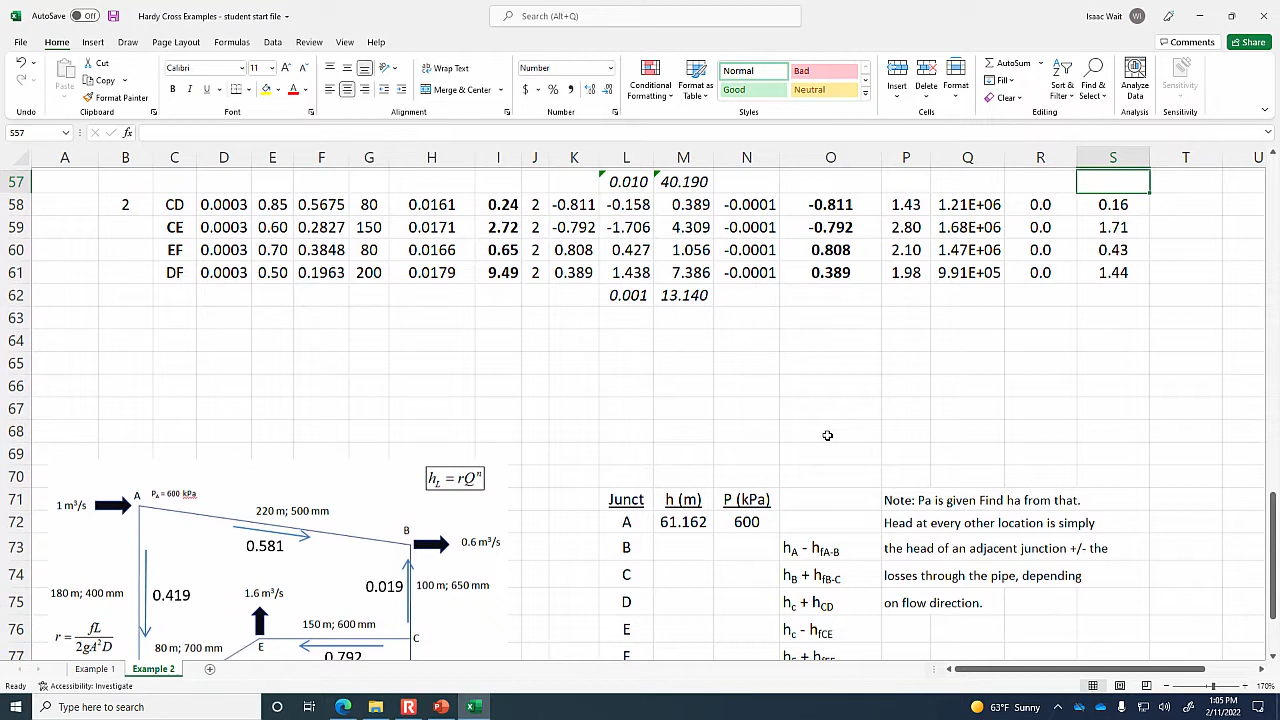 AutoSave Off Hardy Cross Examples - student start file Search (Alt+Q) Isaac Wait WI
File Home Insert Draw Page Layout Formulas Data Review View Help Comments Share
Cut Calibri 11 Wrap Text Number Normal Bad AutoSum
Copy Fill
Paste Format Painter B I U A Merge & Center $ % Conditional Formatting Format as Table Good Neutral Insert Delete Format Clear Sort & Filter Find & Select Analyze Data Sensitivity
Undo Clipboard Font Alignment Number Styles Cells Editing Analysis Sensitivity
S57 fx
A B C D E F G H I J K L M N O P Q R S T U
57 0.010 40.190
58 2 CD 0.0003 0.85 0.5675 80 0.0161 0.24 2 -0.811 -0.158 0.389 -0.0001 -0.811 1.43 1.21E+06 0.0 0.16
59 CE 0.0003 0.60 0.2827 150 0.0171 2.72 2 -0.792 -1.706 4.309 -0.0001 -0.792 2.80 1.68E+06 0.0 1.71
60 EF 0.0003 0.70 0.3848 80 0.0166 0.65 2 0.808 0.427 1.056 -0.0001 0.808 2.10 1.47E+06 0.0 0.43
61 DF 0.0003 0.50 0.1963 200 0.0179 9.49 2 0.389 1.438 7.386 -0.0001 0.389 1.98 9.91E+05 0.0 1.44
62 0.001 13.140
63
64
65
66
67
68
69
70 hL = rQn
71 A PA = 600 kPa Junct h (m) P (kPa) Note: Pa is given Find ha from that.
1 m³/s 220 m; 500 mm
72 A 61.162 600 Head at every other location is simply
B
73 0.581 0.6 m³/s B hA - hfA-B the head of an adjacent junction +/- the
74 180 m; 400 mm 1.6 m³/s 0.019 100 m; 650 mm C hB + hfB-C losses through the pipe, depending
75 0.419 D hc + hCD on flow direction.
76 r = fL/2gA²D 150 m; 600 mm E hc - hfCE
80 m; 700 mm E C
77 0.792 F
Example 1 Example 2
Ready Accessibility: Investigate 170%
Type here to search 63°F Sunny 1:05 PM
2/11/2022